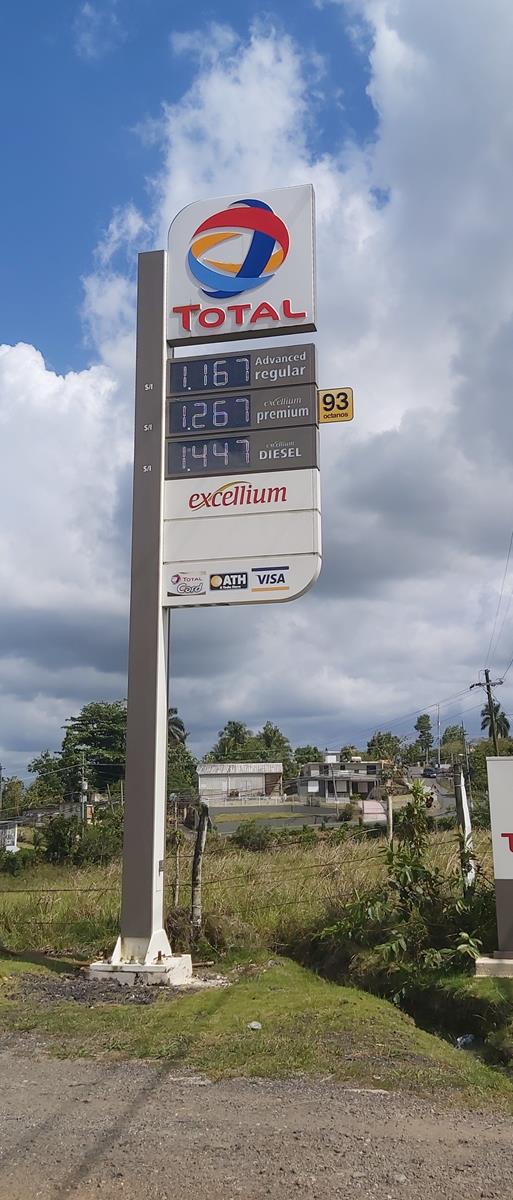 TOTAL
$/l 1.167 Advanced regular
$/l 1.267 excellium premium
93 octanos
$/l 1.447 excellium DIESEL
excellium
TOTAL Card
ATH
VISA